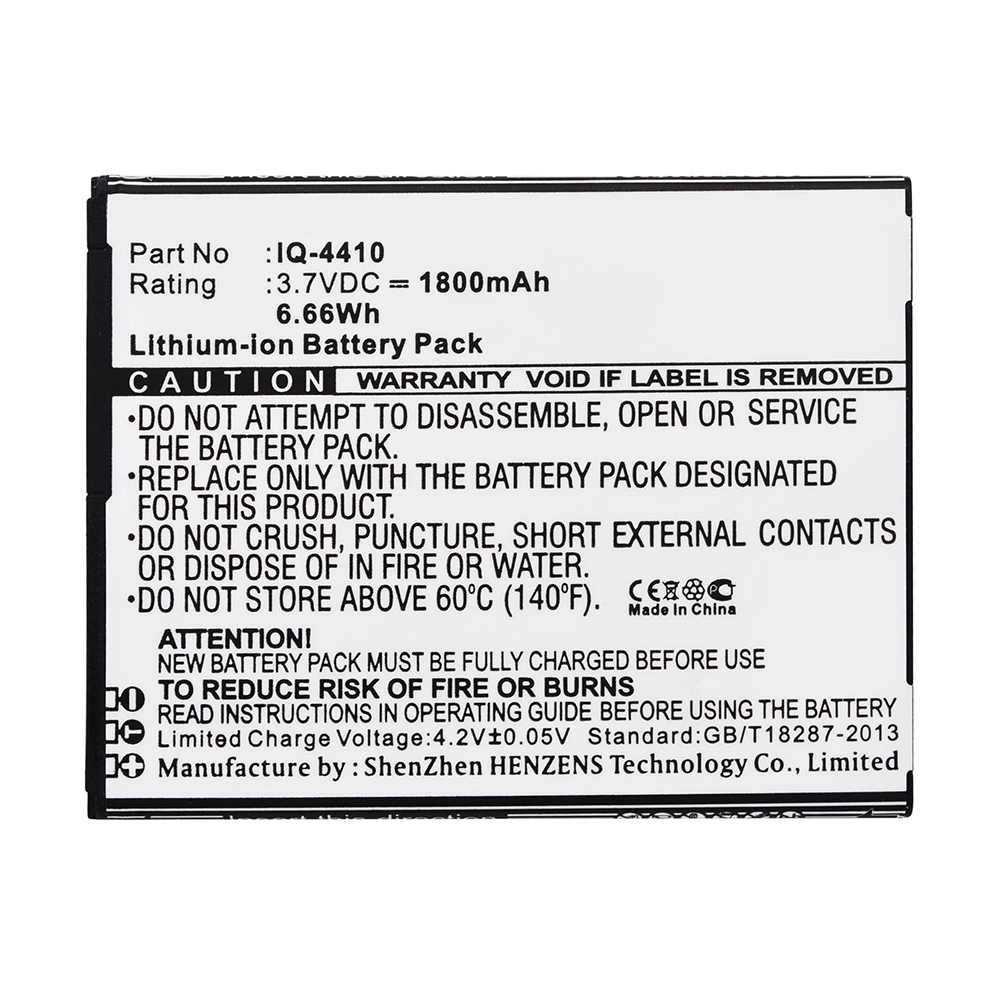 Part No :IQ-4410
Rating :3.7VDC ⎓ 1800mAh
6.66Wh
Lithium-ion Battery Pack
CAUTION WARRANTY VOID IF LABEL IS REMOVED
·DO NOT ATTEMPT TO DISASSEMBLE, OPEN OR SERVICE
THE BATTERY PACK.
·REPLACE ONLY WITH THE BATTERY PACK DESIGNATED
FOR THIS PRODUCT.
·DO NOT CRUSH, PUNCTURE, SHORT EXTERNAL CONTACTS
OR DISPOSE OF IN FIRE OR WATER.
·DO NOT STORE ABOVE 60°C (140°F).
CE
Made In China
ATTENTION!
NEW BATTERY PACK MUST BE FULLY CHARGED BEFORE USE
TO REDUCE RISK OF FIRE OR BURNS
READ INSTRUCTIONS IN OPERATING GUIDE BEFORE USING THE BATTERY
Limited Charge Voltage:4.2V±0.05V Standard:GB/T18287-2013
Manufacture by : ShenZhen HENZENS Technology Co., Limited
Insert this direction